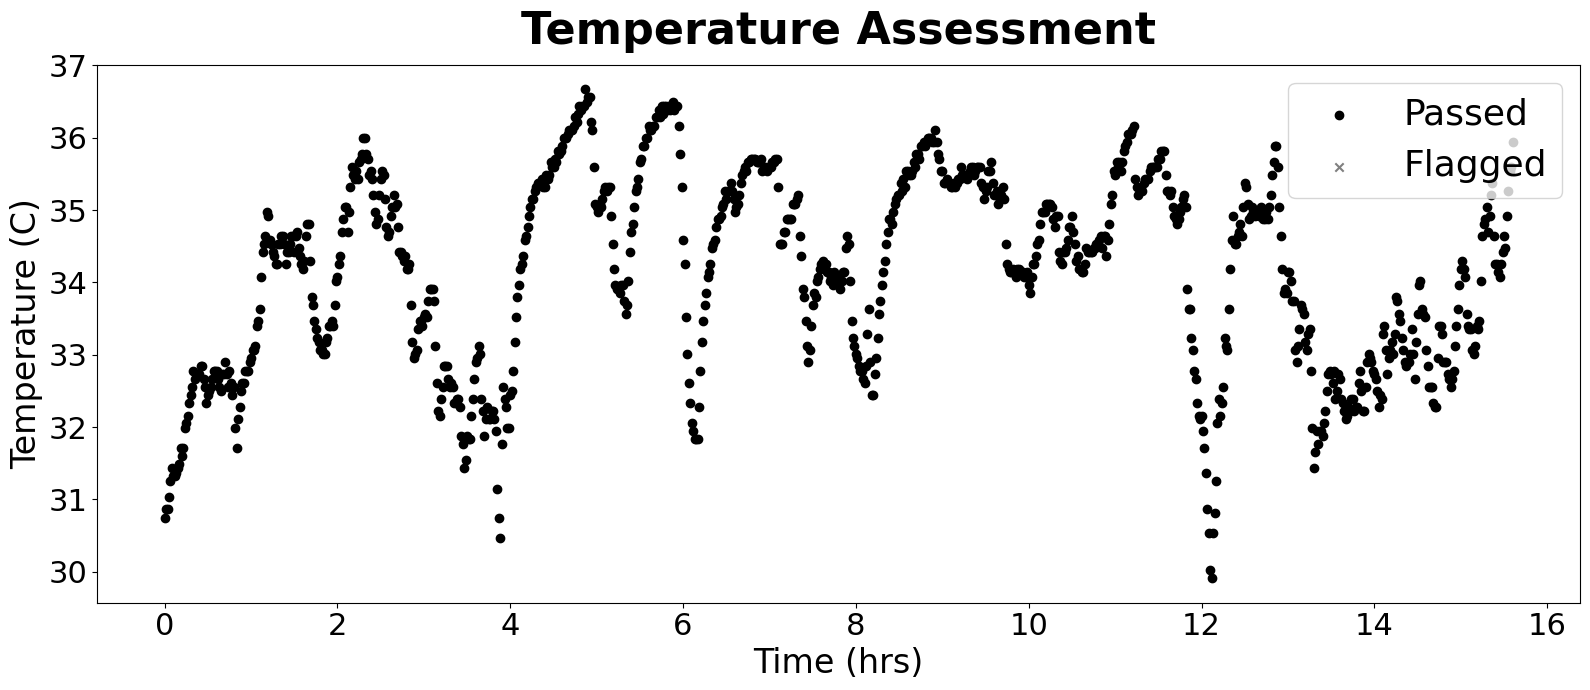 Temperature Assessment
Temperature (C)
37
36
35
34
33
32
31
30
Passed
Flagged
0 2 4 6 8 10 12 14 16
Time (hrs)